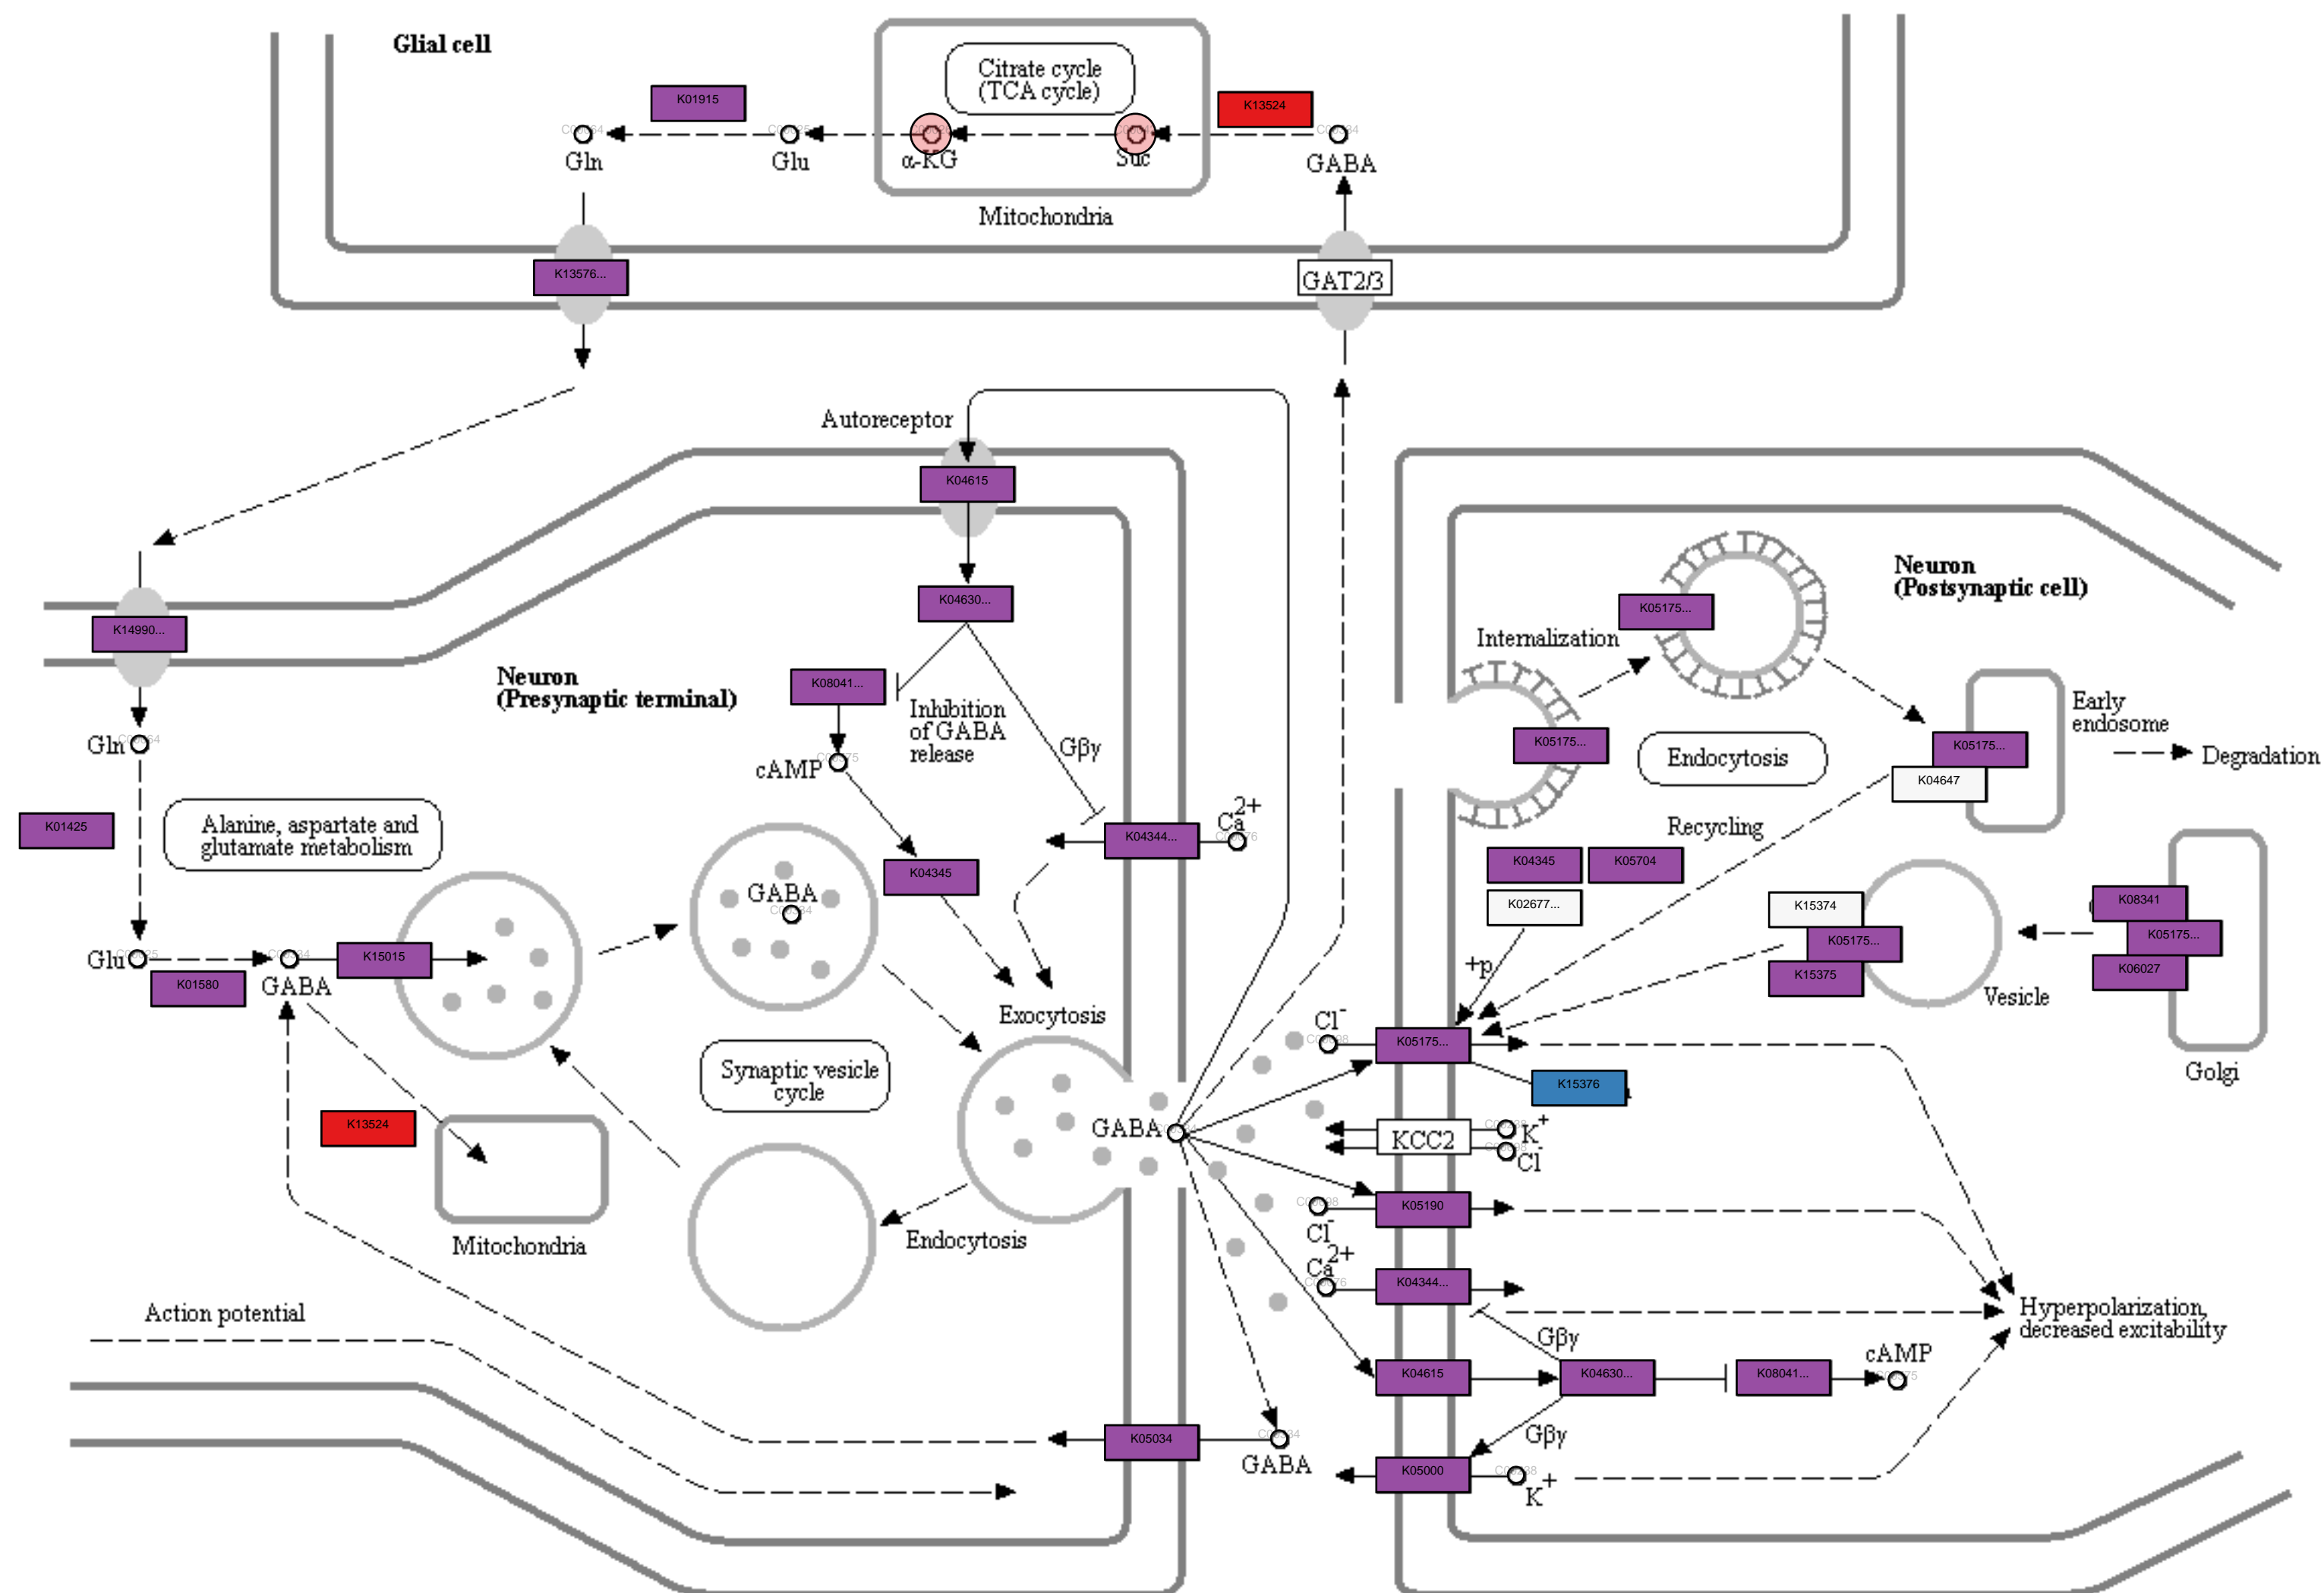 Glial cell
Citrate cycle
(TCA cycle)
K01915
K13524
Gln
Glu
α-KG
Suc
GABA
Mitochondria
K13576...
GAT2/3
Autoreceptor
K04615
K04630...
K14990...
Neuron
(Presynaptic terminal)
K08041...
Inhibition
of GABA
release
Gβγ
cAMP
Gln
K01425
Alanine, aspartate and
glutamate metabolism
GABA
K04345
K04344...
Ca2+
Glu
K01580
GABA
K15015
Exocytosis
Synaptic vesicle
cycle
K13524
Mitochondria
GABA
Endocytosis
Action potential
K05034
GABA
Neuron
(Postsynaptic cell)
K05175...
Internalization
K05175...
Endocytosis
Early
endosome
K05175...
K04647
Degradation
Recycling
K04345
K05704
K02677...
+p
K15374
K05175...
K15375
Vesicle
K08341
K05175...
K06027
Golgi
Cl-
K05175...
K15376
KCC2
K+
Cl-
K05190
Cl-
Ca2+
K04344...
Hyperpolarization,
decreased excitability
Gβγ
K04615
K04630...
K08041...
cAMP
Gβγ
K05000
K+